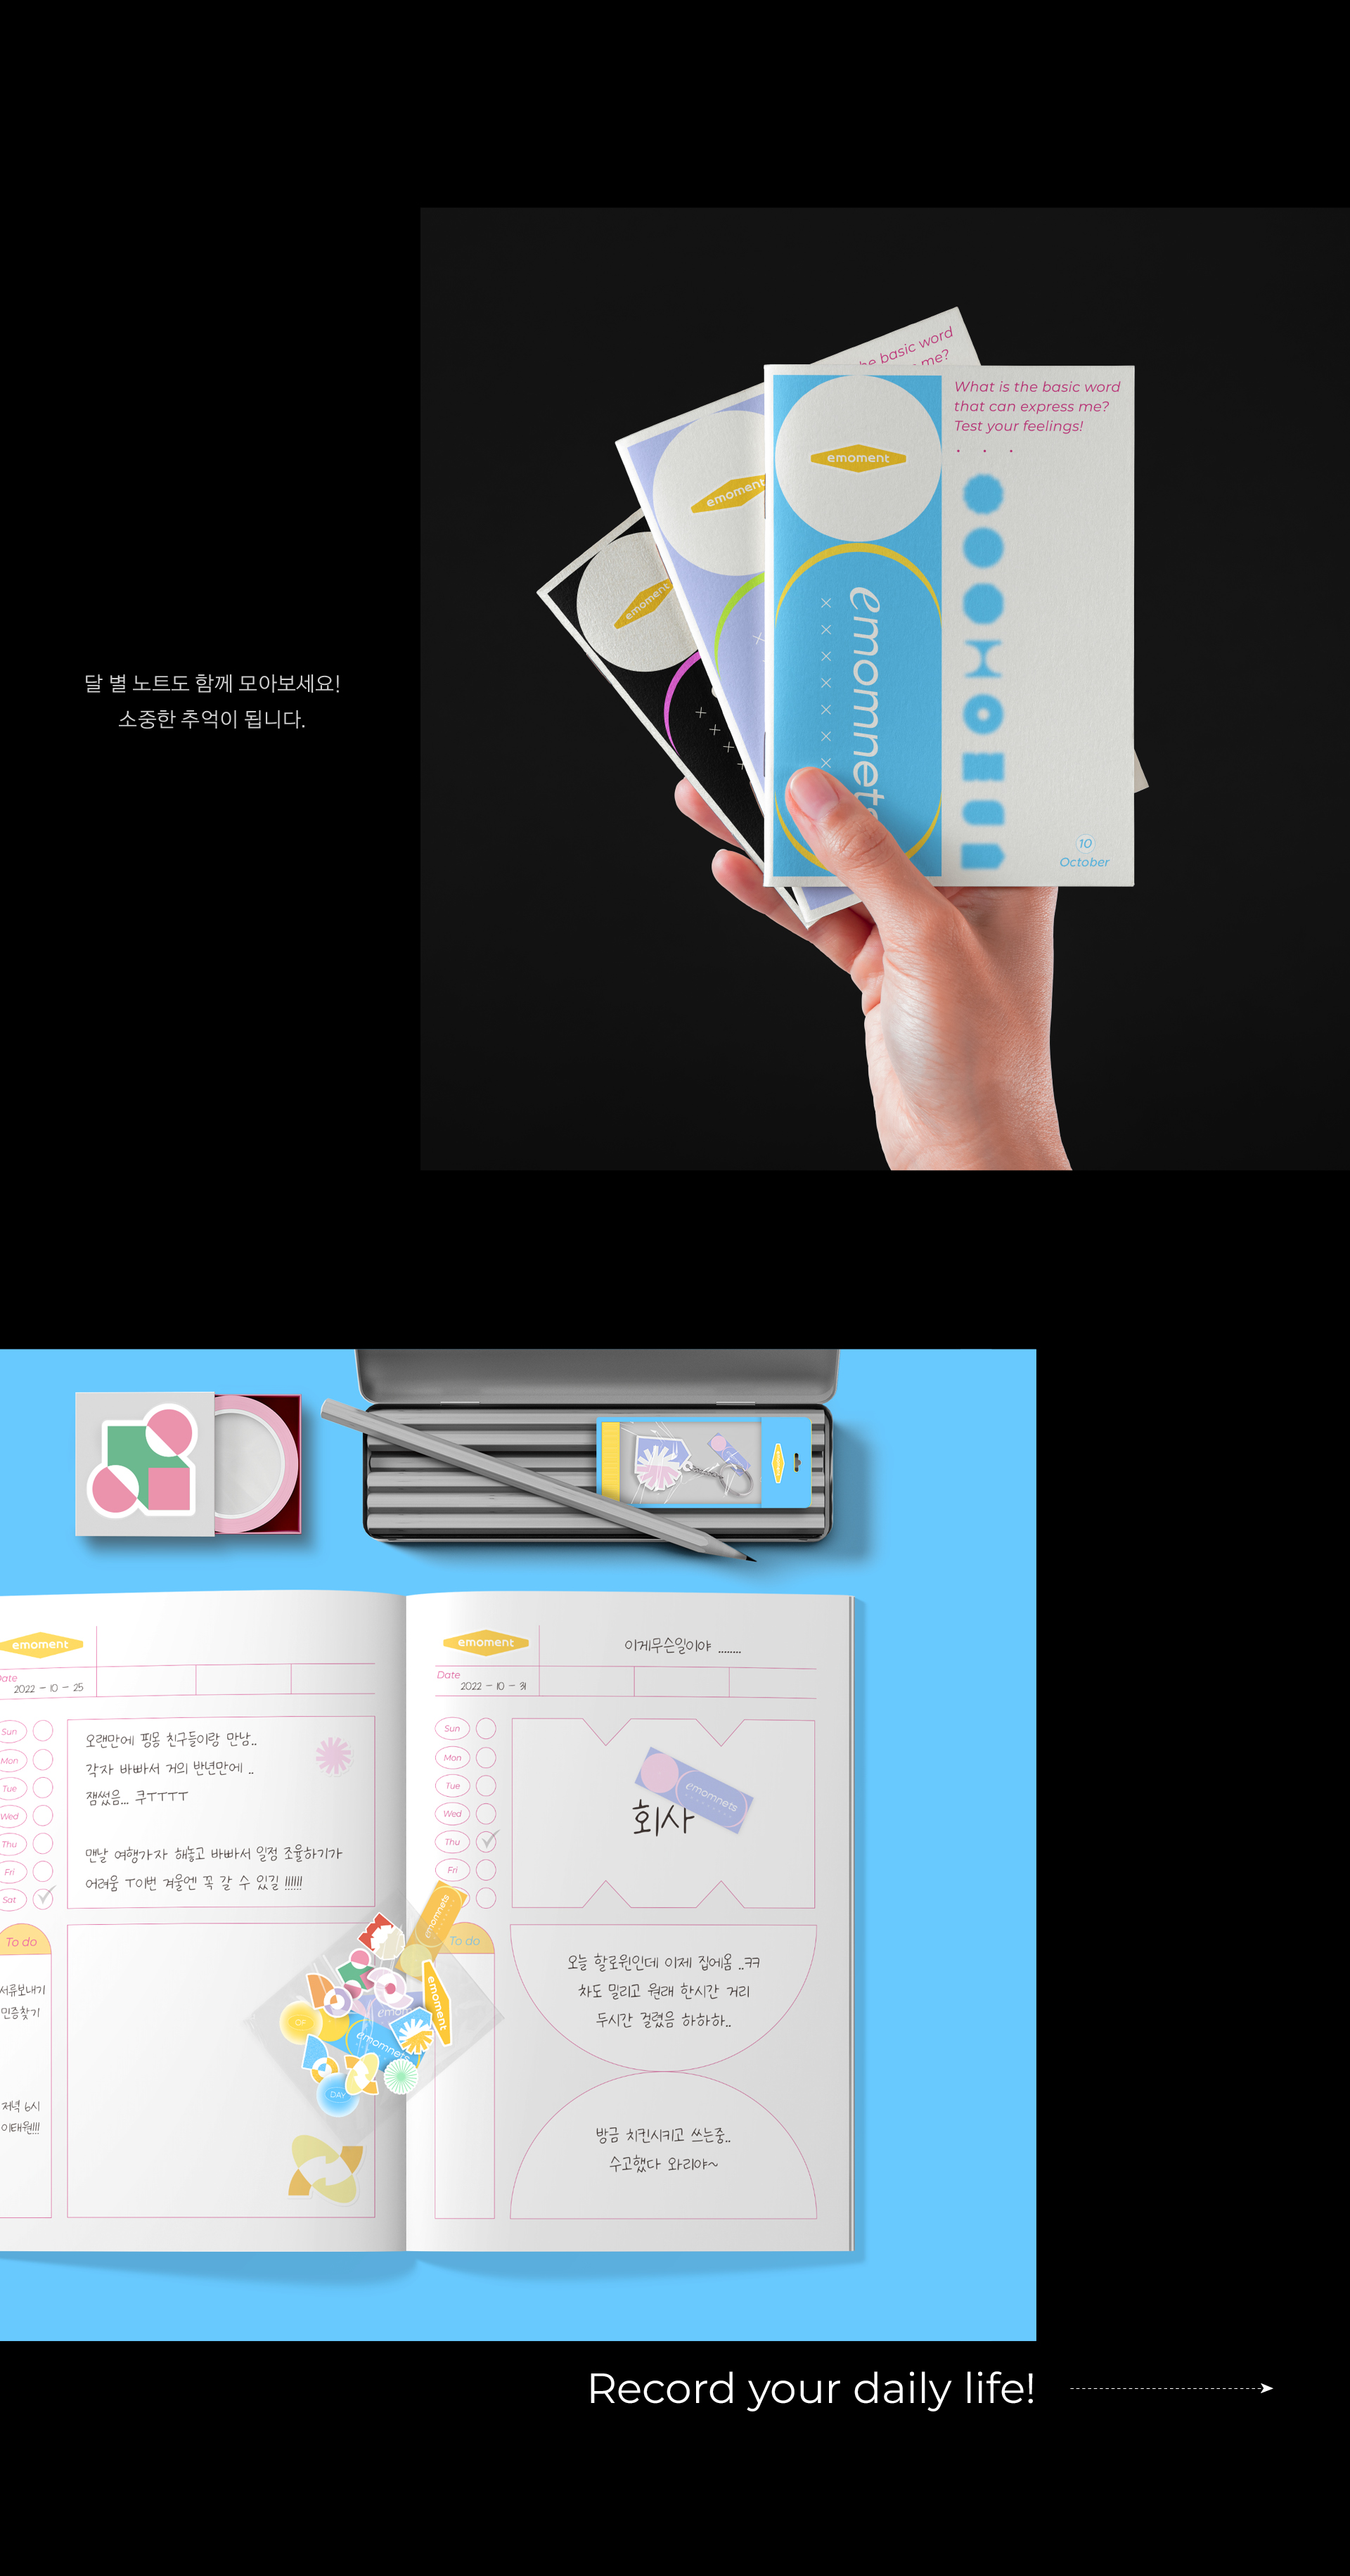 he basic word
me?
What is the basic word
that can express me?
Test your feelings!
emoment
emoment
emoment
emomnets
10
October
달 별 노트도 함께 모아보세요!
소중한 추억이 됩니다.
emoment
Date
2022 - 10 - 25
Sun
Mon
Tue
Wed
Thu
Fri
Sat
오랜만에 핑몽 친구들이랑 만남..
각자 바빠서 거의 반년만에 ..
잼썼음... 쿠TTTT
맨날 여행가자 해놓고 바빠서 일정 조율하기가
어려움 T이번 겨울엔 꼭 갈 수 있길 !!!!!!
To do
서류보내기
민증찾기
저녁 6시
이태원!!!
emoment
이게무슨일이야 ........
Date
2022 - 10 - 31
Sun
Mon
Tue
Wed
Thu
Fri
emomnets
회사
To do
오늘 할로윈인데 이제 집에옴 ..ㅋㅋ
차도 밀리고 원래 한시간 거리
두시간 걸렸음 하하하..
방금 치킨시키고 쓰는중..
수고했다 와리야~
emomnets
emoment
OF
emomnets
DAY
Record your daily life!